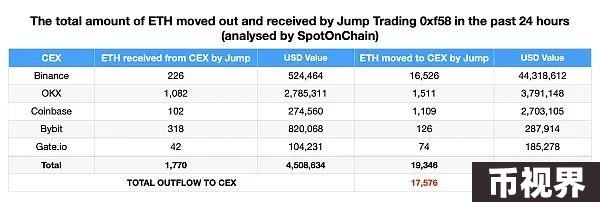 The total amount of ETH moved out and received by Jump Trading 0xf58 in the past 24 hours
(analysed by SpotOnChain)
CEX ETH received from CEX by Jump USD Value ETH moved to CEX by Jump USD Value
Binance 226 524,464 16,526 44,318,612
OKX 1,082 2,785,311 1,511 3,791,148
Coinbase 102 274,560 1,109 2,703,105
Bybit 318 820,068 126 287,914
Gate.io 42 104,231 74 185,278
Total 1,770 4,508,634 19,346
TOTAL OUTFLOW TO CEX 17,576
币视界